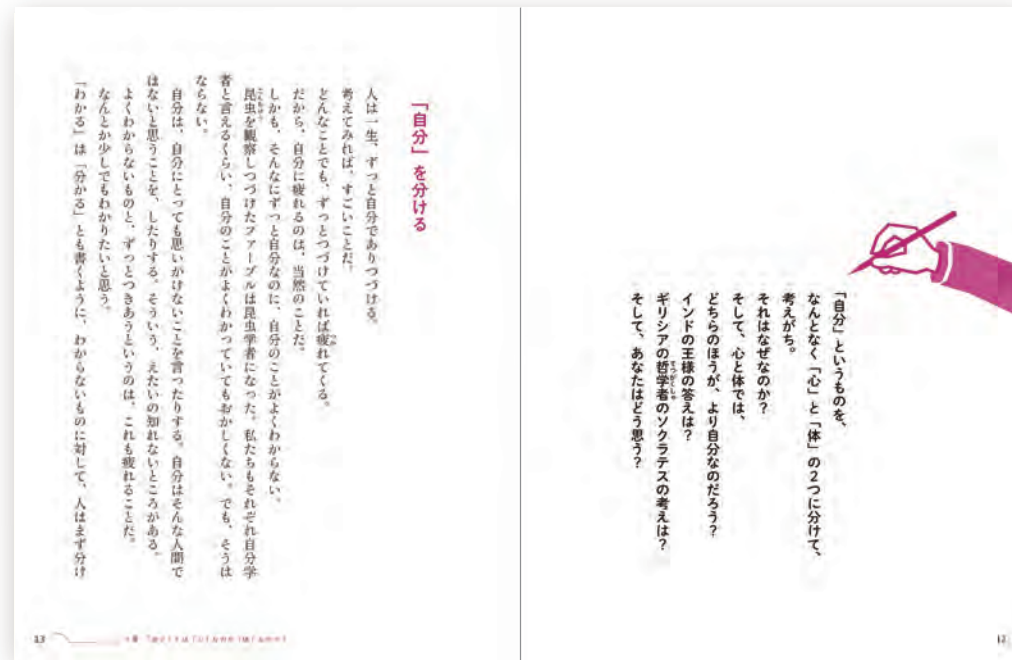 「自分」というものを、
なんとなく「心」と「体」の2つに分けて、
考えがち。
それはなぜなのか？
そして、心と体では、
どちらのほうが、より自分なのだろう？
インドの王様の答えは？
ギリシアの哲学者のソクラテスの考えは？
そして、あなたはどう思う？
12
「自分」を分ける
人は一生、ずっと自分でありつづける。
考えてみれば、すごいことだ。
どんなことでも、ずっとつづけていれば疲れてくる。
だから、自分に疲れるのは、当然のことだ。
しかも、そんなにずっと自分なのに、自分のことがよくわからない。
昆虫を観察しつづけたファーブルは昆虫学者になった。私たちもそれぞれ自分学
者と言えるくらい、自分のことがよくわかっていてもおかしくない。でも、そうは
ならない。
自分は、自分にとっても思いがけないことを言ったりする。自分はそんな人間で
はないと思うことを、したりする。そういう、えたいの知れないところがある。
よくわからないものと、ずっとつきあうというのは、これも疲れることだ。
なんとか少しでもわかりたいと思う。
「わかる」は「分かる」とも書くように、わからないものに対して、人はまず分け
13